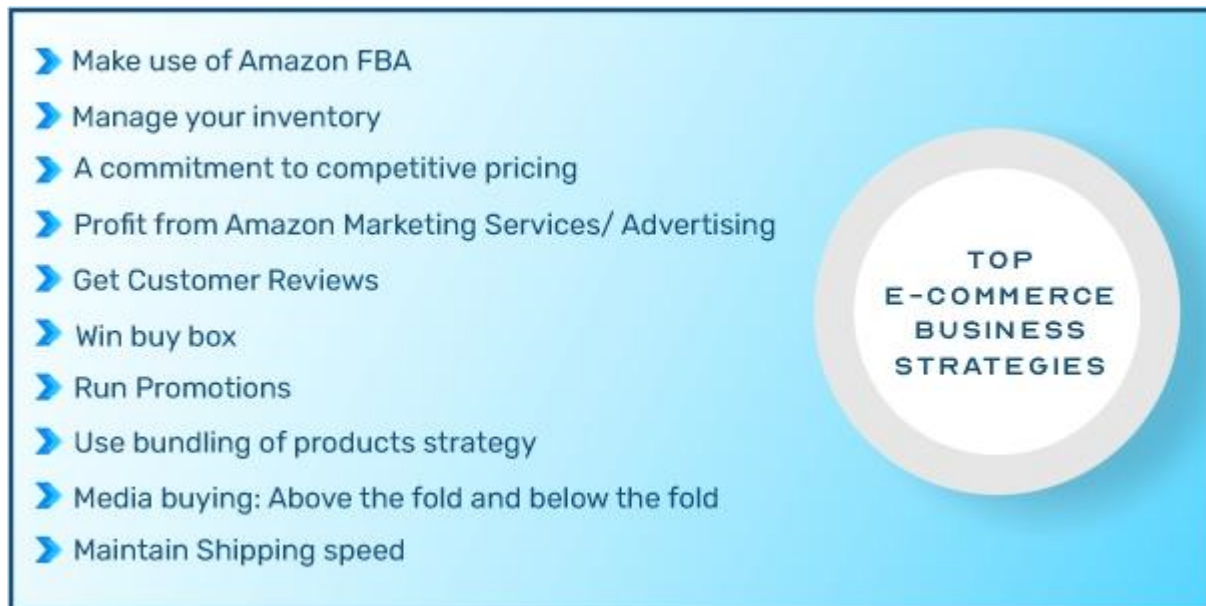 Make use of Amazon FBA
Manage your inventory
A commitment to competitive pricing
Profit from Amazon Marketing Services/ Advertising
Get Customer Reviews
Win buy box
Run Promotions
Use bundling of products strategy
Media buying: Above the fold and below the fold
Maintain Shipping speed
TOP
E-COMMERCE
BUSINESS
STRATEGIES